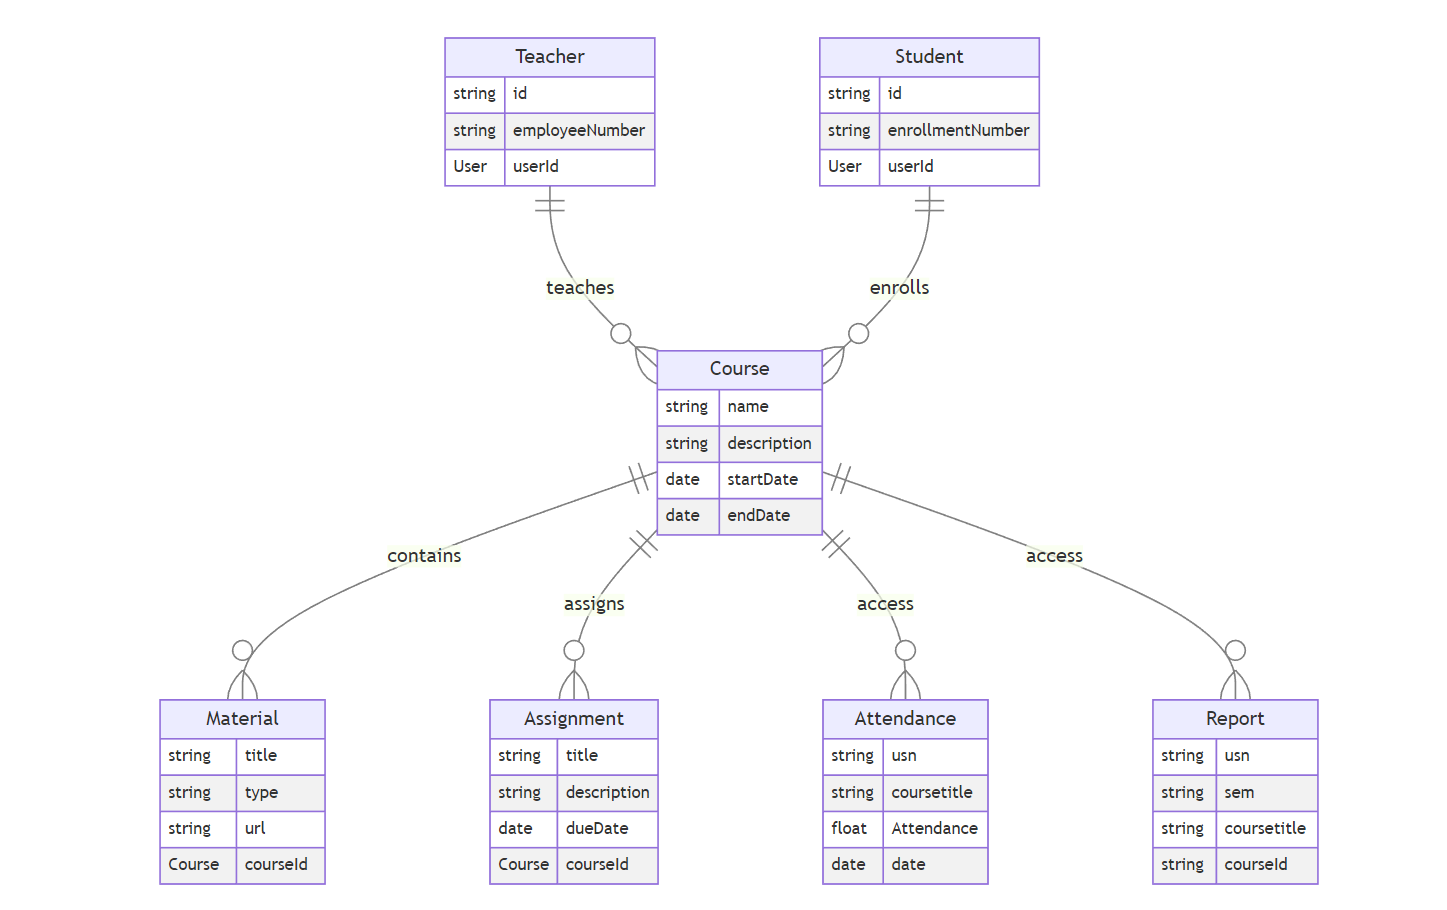 Teacher
string id
string employeeNumber
User userId
Student
string id
string enrollmentNumber
User userId
teaches
enrolls
Course
string name
string description
date startDate
date endDate
contains
access
assigns
access
Material
string title
string type
string url
Course courseId
Assignment
string title
string description
date dueDate
Course courseId
Attendance
string usn
string coursetitle
float Attendance
date date
Report
string usn
string sem
string coursetitle
string courseId